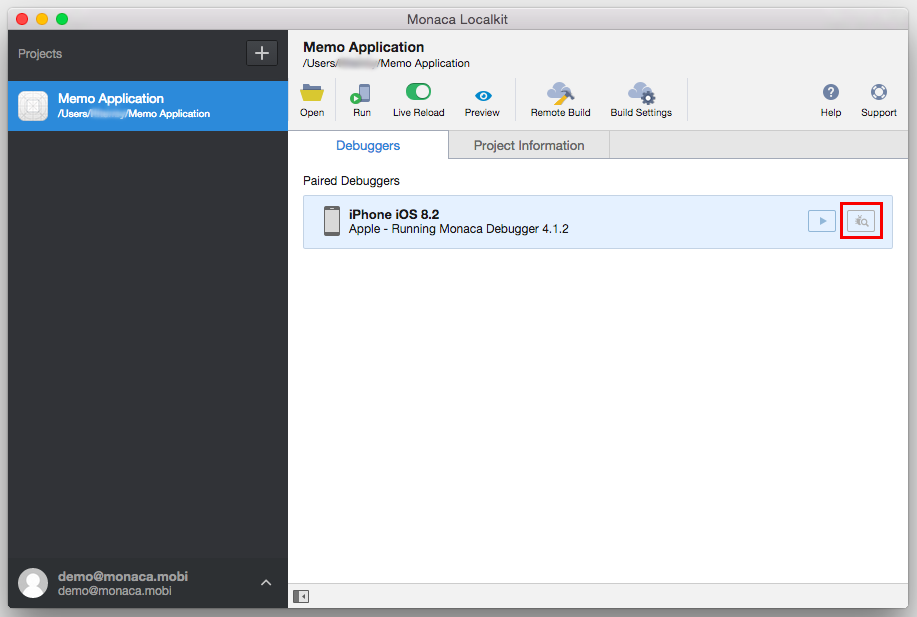 Monaca Localkit
Projects
Memo Application
/Users/ /Memo Application
demo@monaca.mobi
demo@monaca.mobi
Memo Application
/Users/ /Memo Application
Open
Run
Live Reload
Preview
Remote Build
Build Settings
Help
Support
Debuggers
Project Information
Paired Debuggers
iPhone iOS 8.2
Apple - Running Monaca Debugger 4.1.2